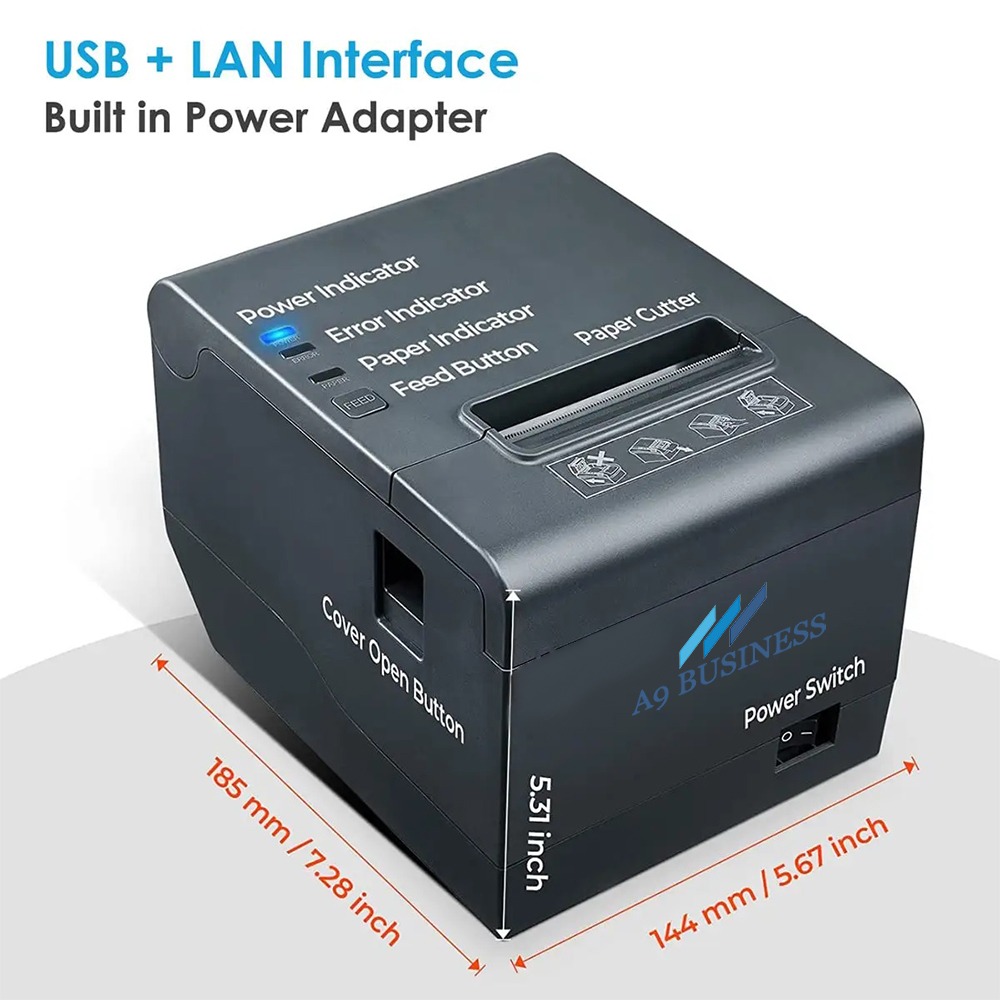 USB + LAN Interface
Built in Power Adapter
Power Indicator
POWER
Error Indicator
ERROR
Paper Indicator
PAPER
Feed Button
FEED
Paper Cutter
Cover Open Button
A9 BUSINESS
Power Switch
5.31 inch
185 mm / 7.28 inch
144 mm / 5.67 inch